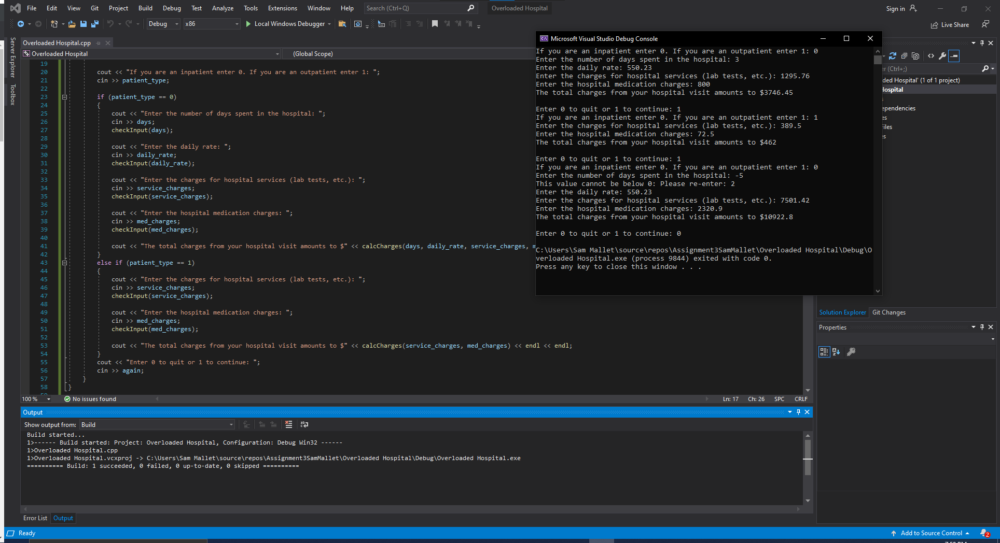 File Edit View Git Project Build Debug Test Analyze Tools Extensions Window Help Search (Ctrl+Q) Overloaded Hospital Sign in
Debug x86 Local Windows Debugger Live Share
Server Explorer
Toolbox
Overloaded Hospital.cpp
Overloaded Hospital (Global Scope)
19
20 cout << "If you are an inpatient enter 0. If you are an outpatient enter 1: ";
21 cin >> patient_type;
22
23 if (patient_type == 0)
24 {
25 cout << "Enter the number of days spent in the hospital: ";
26 cin >> days;
27 checkInput(days);
28
29 cout << "Enter the daily rate: ";
30 cin >> daily_rate;
31 checkInput(daily_rate);
32
33 cout << "Enter the charges for hospital services (lab tests, etc.): ";
34 cin >> service_charges;
35 checkInput(service_charges);
36
37 cout << "Enter the hospital medication charges: ";
38 cin >> med_charges;
39 checkInput(med_charges);
40
41 cout << "The total charges from your hospital visit amounts to $" << calcCharges(days, daily_rate, service_charges, m
42 }
43 else if (patient_type == 1)
44 {
45 cout << "Enter the charges for hospital services (lab tests, etc.): ";
46 cin >> service_charges;
47 checkInput(service_charges);
48
49 cout << "Enter the hospital medication charges: ";
50 cin >> med_charges;
51 checkInput(med_charges);
52
53 cout << "The total charges from your hospital visit amounts to $" << calcCharges(service_charges, med_charges) << endl << endl;
54 }
55 cout << "Enter 0 to quit or 1 to continue: ";
56 cin >> again;
57 }
58 }
100 % No issues found Ln: 17 Ch: 26 SPC CRLF
Microsoft Visual Studio Debug Console
If you are an inpatient enter 0. If you are an outpatient enter 1: 0
Enter the number of days spent in the hospital: 3
Enter the daily rate: 550.23
Enter the charges for hospital services (lab tests, etc.): 1295.76
Enter the hospital medication charges: 800
The total charges from your hospital visit amounts to $3746.45
Enter 0 to quit or 1 to continue: 1
If you are an inpatient enter 0. If you are an outpatient enter 1: 1
Enter the charges for hospital services (lab tests, etc.): 389.5
Enter the hospital medication charges: 72.5
The total charges from your hospital visit amounts to $462
Enter 0 to quit or 1 to continue: 1
If you are an inpatient enter 0. If you are an outpatient enter 1: 0
Enter the number of days spent in the hospital: -5
This value cannot be below 0: Please re-enter: 2
Enter the daily rate: 550.23
Enter the charges for hospital services (lab tests, etc.): 7501.42
Enter the hospital medication charges: 2320.9
The total charges from your hospital visit amounts to $10922.8
Enter 0 to quit or 1 to continue: 0
C:\Users\Sam Mallet\source\repos\Assignment3SamMallet\Overloaded Hospital\Debug\O
verloaded Hospital.exe (process 9844) exited with code 0.
Press any key to close this window . . .
er (Ctrl+;)
ded Hospital' (1 of 1 project)
Hospital
s
ependencies
es
Files
es
Solution Explorer Git Changes
Properties
Output
Show output from: Build
Build started...
1>------ Build started: Project: Overloaded Hospital, Configuration: Debug Win32 ------
1>Overloaded Hospital.cpp
1>Overloaded Hospital.vcxproj -> C:\Users\Sam Mallet\source\repos\Assignment3SamMallet\Overloaded Hospital\Debug\Overloaded Hospital.exe
========== Build: 1 succeeded, 0 failed, 0 up-to-date, 0 skipped ==========
Error List Output
Ready Add to Source Control 2